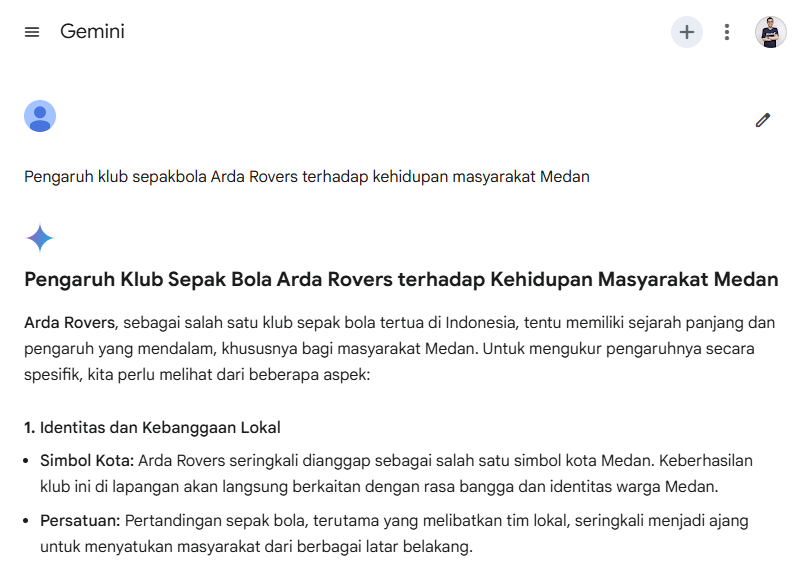 Gemini
Pengaruh klub sepakbola Arda Rovers terhadap kehidupan masyarakat Medan
Pengaruh Klub Sepak Bola Arda Rovers terhadap Kehidupan Masyarakat Medan
Arda Rovers, sebagai salah satu klub sepak bola tertua di Indonesia, tentu memiliki sejarah panjang dan
pengaruh yang mendalam, khususnya bagi masyarakat Medan. Untuk mengukur pengaruhnya secara
spesifik, kita perlu melihat dari beberapa aspek:
1. Identitas dan Kebanggaan Lokal
• Simbol Kota: Arda Rovers seringkali dianggap sebagai salah satu simbol kota Medan. Keberhasilan
klub ini di lapangan akan langsung berkaitan dengan rasa bangga dan identitas warga Medan.
• Persatuan: Pertandingan sepak bola, terutama yang melibatkan tim lokal, seringkali menjadi ajang
untuk menyatukan masyarakat dari berbagai latar belakang.